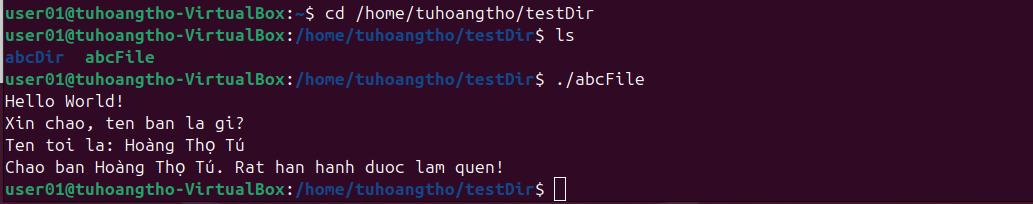 user01@tuhoangtho-VirtualBox:~$ cd /home/tuhoangtho/testDir
user01@tuhoangtho-VirtualBox:/home/tuhoangtho/testDir$ ls
abcDir  abcFile
user01@tuhoangtho-VirtualBox:/home/tuhoangtho/testDir$ ./abcFile
Hello World!
Xin chao, ten ban la gi?
Ten toi la: Hoàng Thọ Tú
Chao ban Hoàng Thọ Tú. Rat han hanh duoc lam quen!
user01@tuhoangtho-VirtualBox:/home/tuhoangtho/testDir$